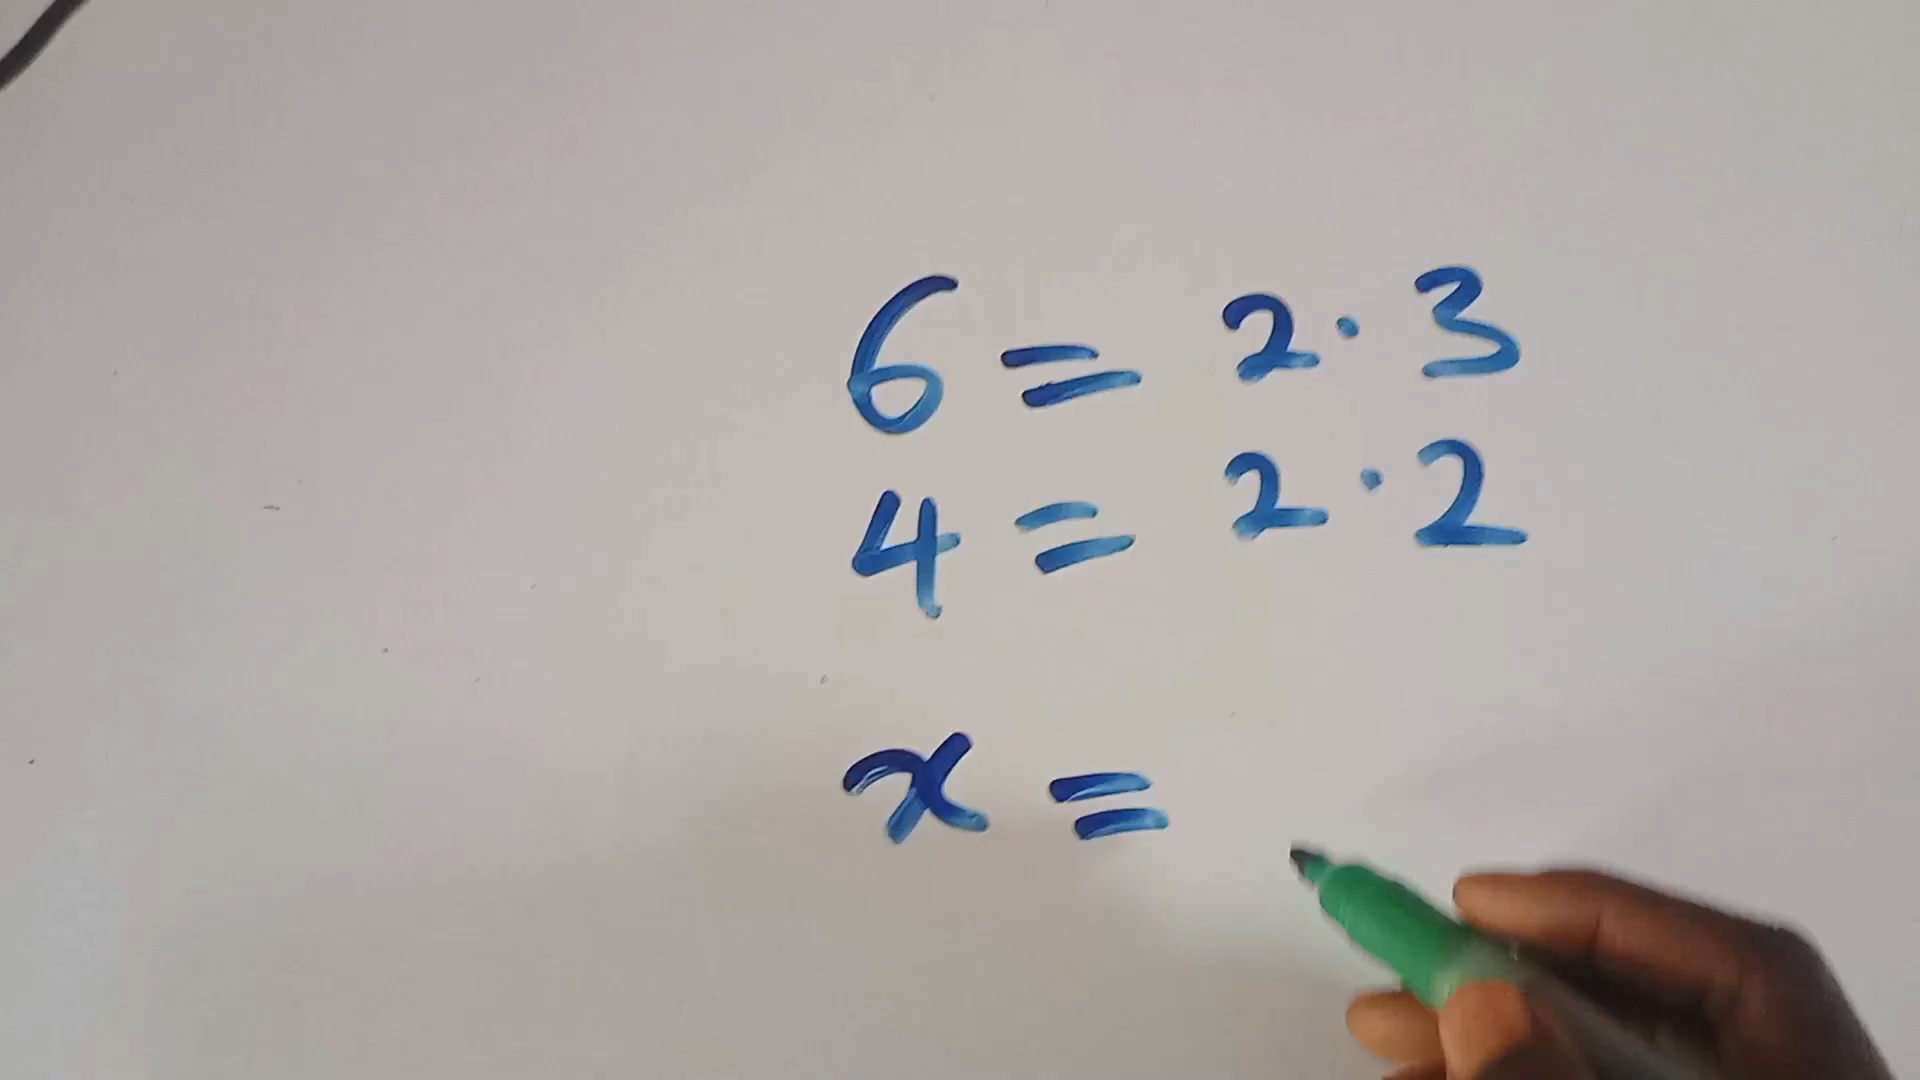 6 = 2 · 3
4 = 2 · 2
x =